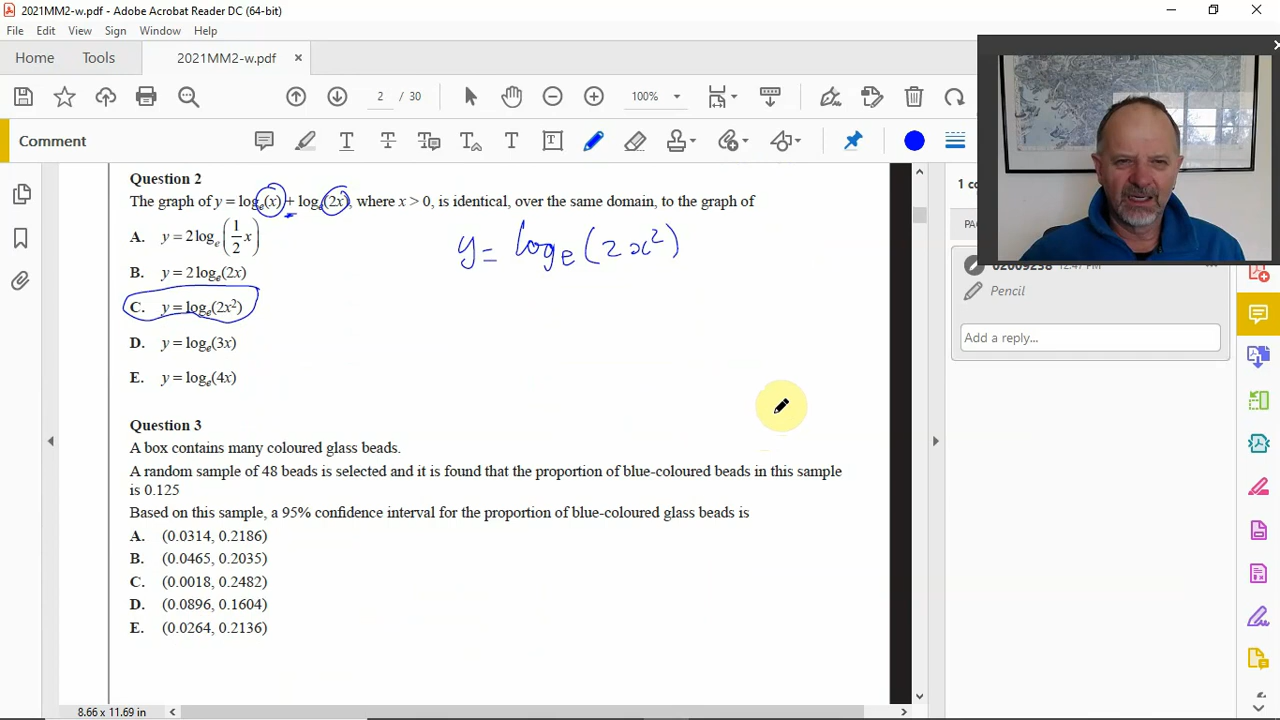 2021MM2-w.pdf - Adobe Acrobat Reader DC (64-bit)
File Edit View Sign Window Help
Home Tools 2021MM2-w.pdf ×
2 / 30 100%
Comment
1 co
PAG
Question 2
The graph of y = logₑ(x) + logₑ(2x), where x > 0, is identical, over the same domain, to the graph of
A. y = 2 logₑ(1/2 x)
B. y = 2 logₑ(2x)
C. y = logₑ(2x²)
D. y = logₑ(3x)
E. y = logₑ(4x)
y = logₑ(2x²)
Question 3
A box contains many coloured glass beads.
A random sample of 48 beads is selected and it is found that the proportion of blue-coloured beads in this sample
is 0.125
Based on this sample, a 95% confidence interval for the proportion of blue-coloured glass beads is
A. (0.0314, 0.2186)
B. (0.0465, 0.2035)
C. (0.0018, 0.2482)
D. (0.0896, 0.1604)
E. (0.0264, 0.2136)
12:47 PM
Pencil
Add a reply...
8.66 x 11.69 in